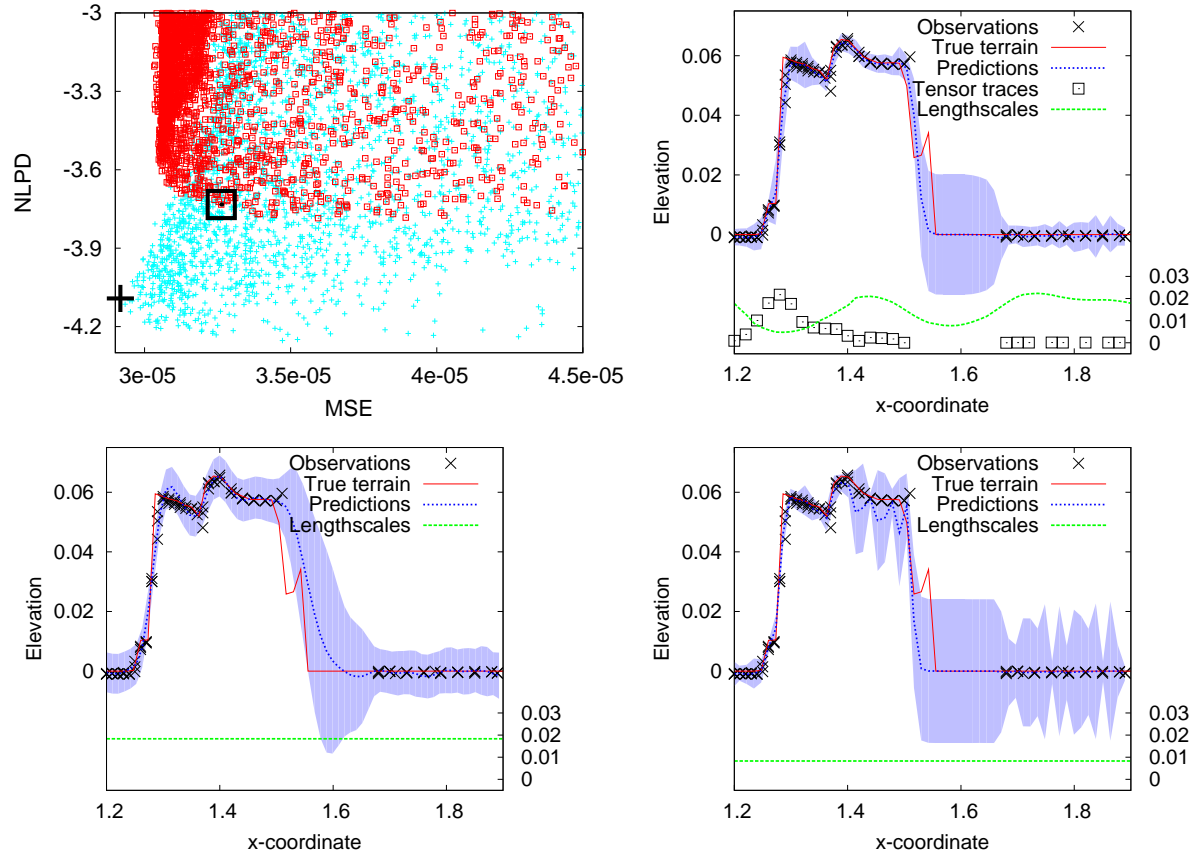 -3
-3.3
-3.6
-3.9
-4.2
NLPD
3e-05
3.5e-05
4e-05
4.5e-05
MSE
Observations
True terrain
Predictions
Tensor traces
Lengthscales
0.06
0.04
0.02
0
Elevation
0.03
0.02
0.01
0
1.2
1.4
1.6
1.8
x-coordinate
Observations
True terrain
Predictions
Lengthscales
0.06
0.04
0.02
0
Elevation
0.03
0.02
0.01
0
1.2
1.4
1.6
1.8
x-coordinate
Observations
True terrain
Predictions
Lengthscales
0.06
0.04
0.02
0
Elevation
0.03
0.02
0.01
0
1.2
1.4
1.6
1.8
x-coordinate